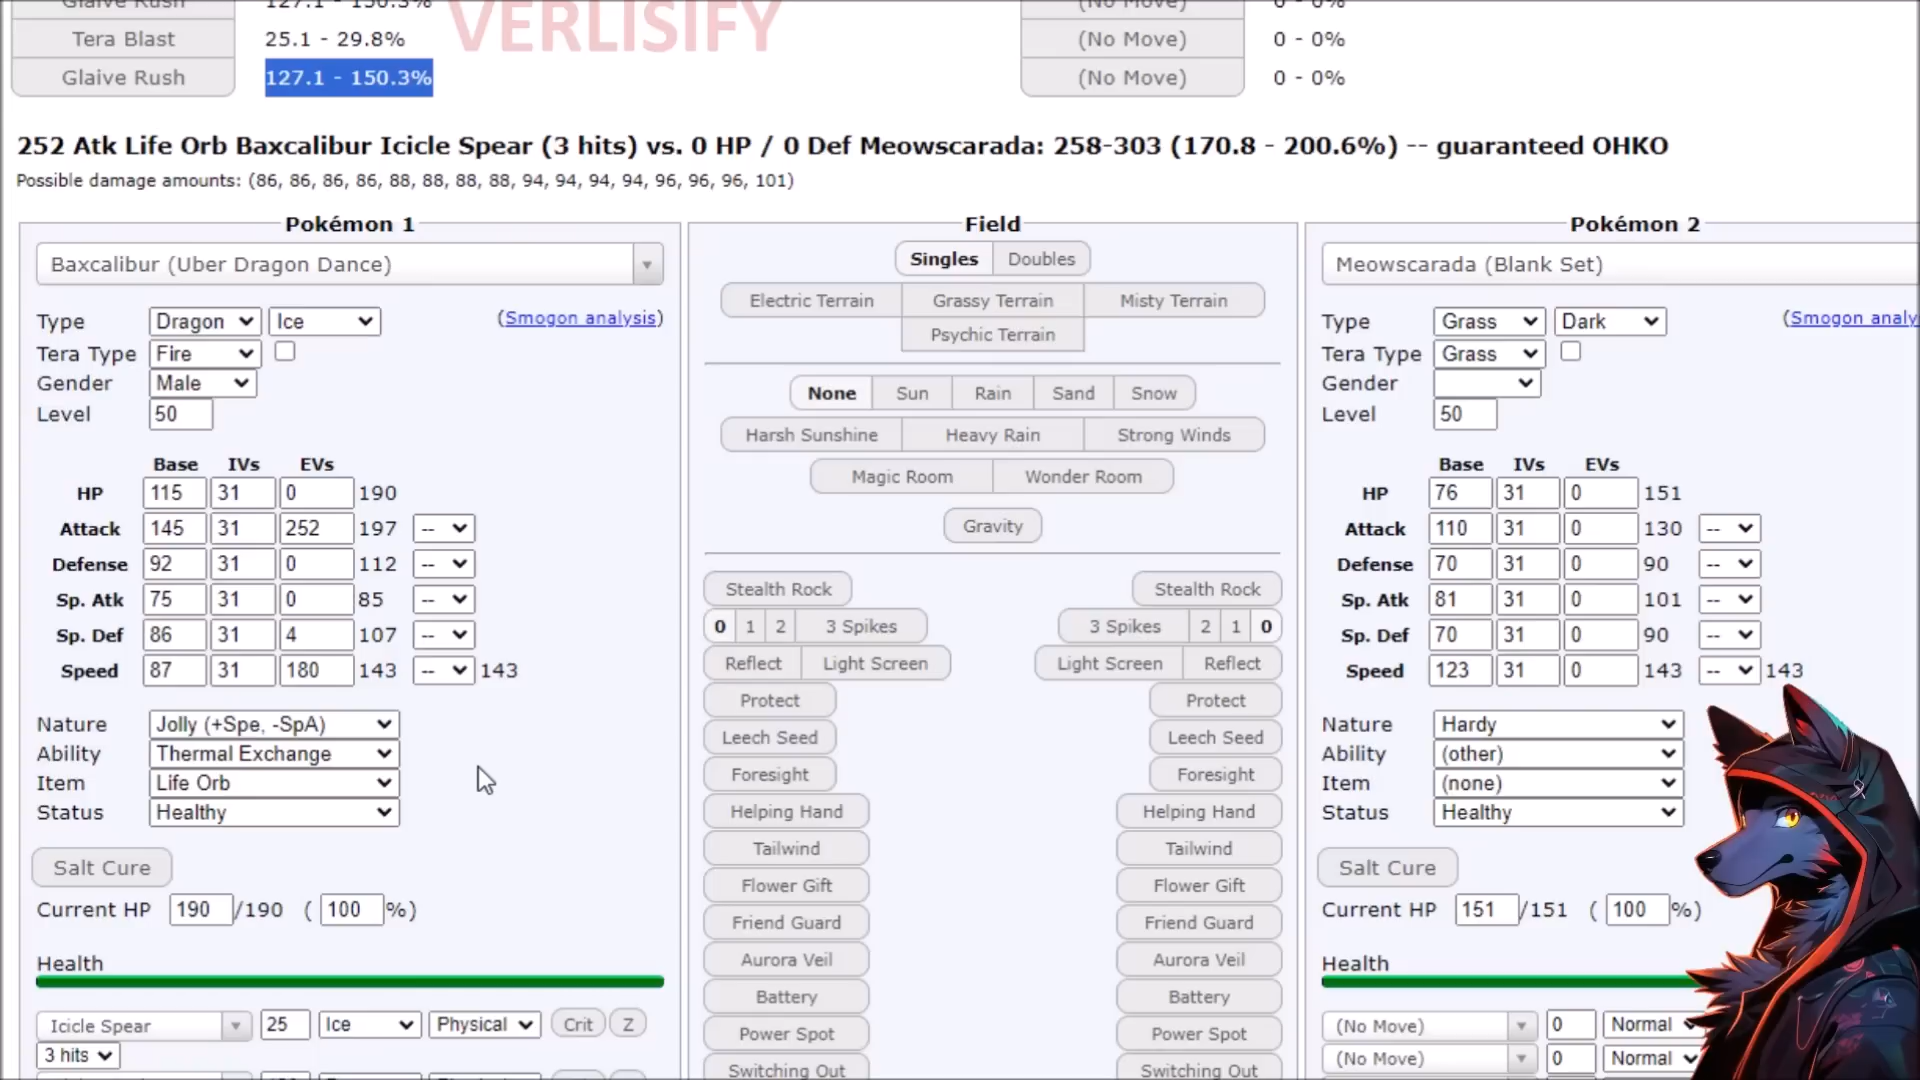 Glaive Rush 127.1 - 150.3% (No Move) 0 - 0%
Tera Blast 25.1 - 29.8% VERLISIFY (No Move) 0 - 0%
Glaive Rush 127.1 - 150.3% (No Move) 0 - 0%
252 Atk Life Orb Baxcalibur Icicle Spear (3 hits) vs. 0 HP / 0 Def Meowscarada: 258-303 (170.8 - 200.6%) -- guaranteed OHKO
Possible damage amounts: (86, 86, 86, 86, 88, 88, 88, 88, 94, 94, 94, 94, 96, 96, 96, 101)
Pokémon 1
Baxcalibur (Uber Dragon Dance)
Type Dragon Ice (Smogon analysis)
Tera Type Fire
Gender Male
Level 50
Base IVs EVs
HP 115 31 0 190
Attack 145 31 252 197 --
Defense 92 31 0 112 --
Sp. Atk 75 31 0 85 --
Sp. Def 86 31 4 107 --
Speed 87 31 180 143 -- 143
Nature Jolly (+Spe, -SpA)
Ability Thermal Exchange
Item Life Orb
Status Healthy
Salt Cure
Current HP 190 /190 ( 100 %)
Health
Icicle Spear 25 Ice Physical Crit Z
3 hits
Field
Singles Doubles
Electric Terrain Grassy Terrain Misty Terrain
Psychic Terrain
None Sun Rain Sand Snow
Harsh Sunshine Heavy Rain Strong Winds
Magic Room Wonder Room
Gravity
Stealth Rock Stealth Rock
0 1 2 3 Spikes 3 Spikes 2 1 0
Reflect Light Screen Light Screen Reflect
Protect Protect
Leech Seed Leech Seed
Foresight Foresight
Helping Hand Helping Hand
Tailwind Tailwind
Flower Gift Flower Gift
Friend Guard Friend Guard
Aurora Veil Aurora Veil
Battery Battery
Power Spot Power Spot
Switching Out Switching Out
Pokémon 2
Meowscarada (Blank Set)
Type Grass Dark (Smogon analy
Tera Type Grass
Gender
Level 50
Base IVs EVs
HP 76 31 0 151
Attack 110 31 0 130 --
Defense 70 31 0 90 --
Sp. Atk 81 31 0 101 --
Sp. Def 70 31 0 90 --
Speed 123 31 0 143 -- 143
Nature Hardy
Ability (other)
Item (none)
Status Healthy
Salt Cure
Current HP 151 /151 ( 100 %)
Health
(No Move) 0 Normal
(No Move) 0 Normal